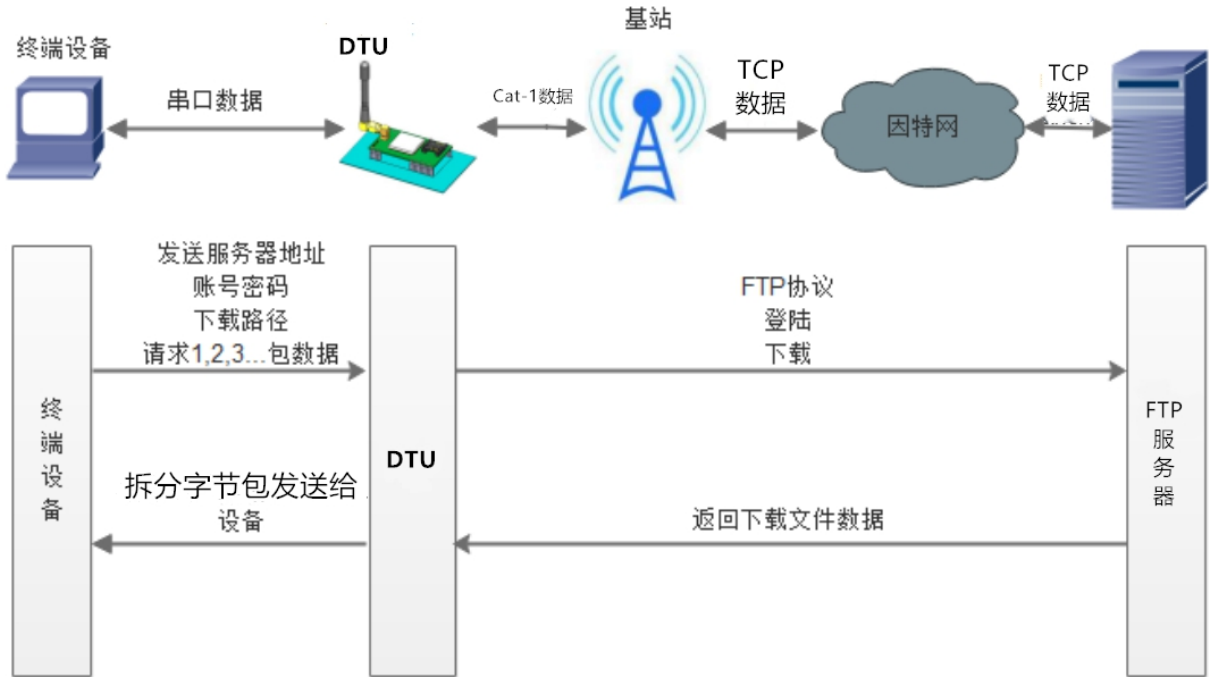 基站
终端设备
DTU
串口数据
Cat-1数据
TCP
数据
因特网
TCP
数据
发送服务器地址
账号密码
下载路径
请求1,2,3...包数据
FTP协议
登陆
下载
终端设备
DTU
FTP
服务器
拆分字节包发送给
设备
返回下载文件数据